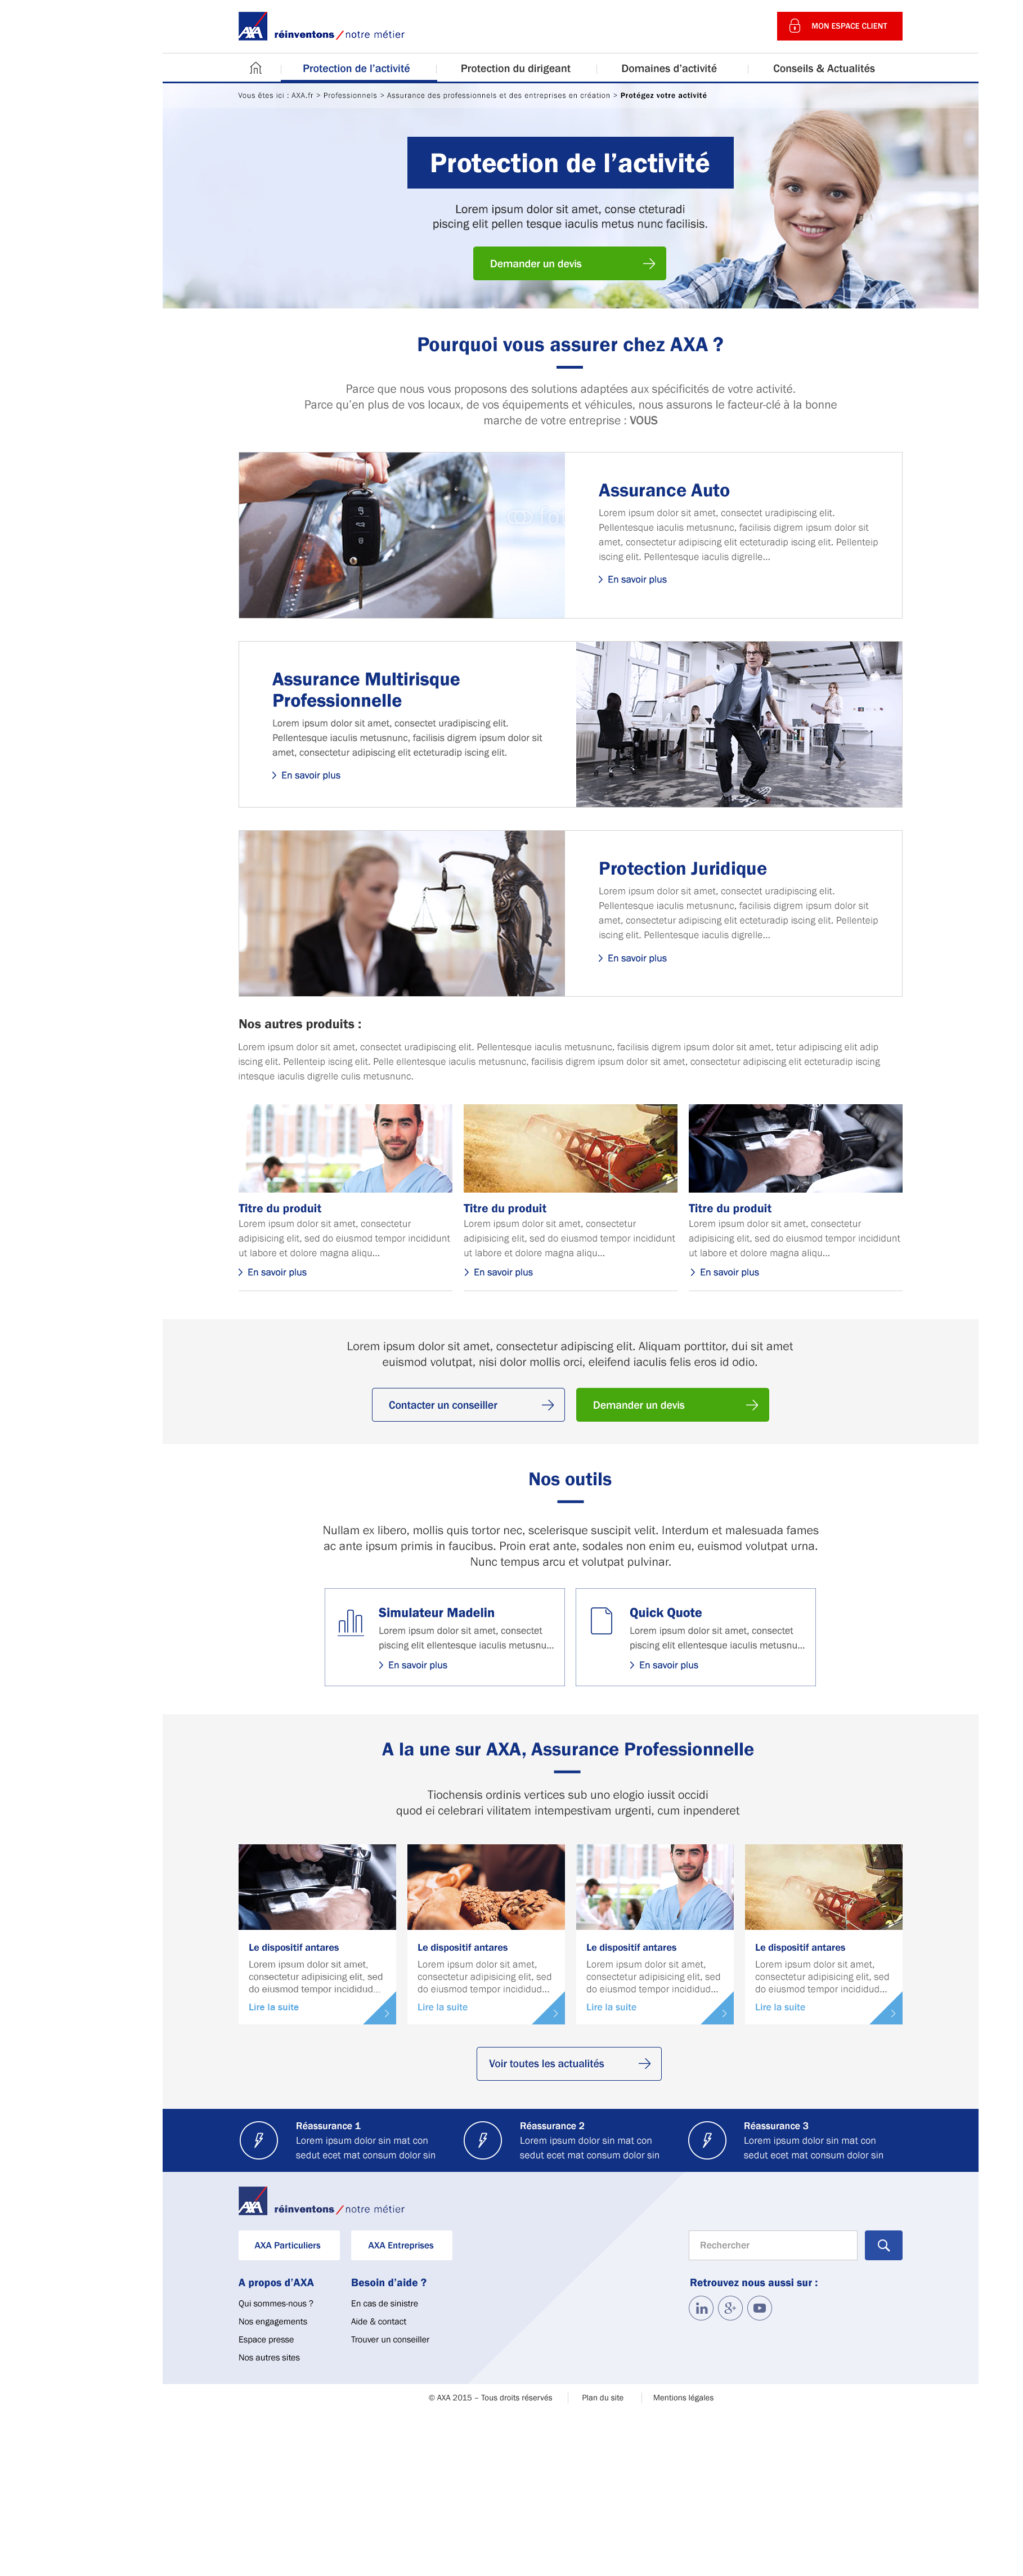 AXA
réinventons / notre métier
MON ESPACE CLIENT
Protection de l'activité
Protection du dirigeant
Domaines d'activité
Conseils & Actualités
Vous êtes ici : AXA.fr > Professionnels > Assurance des professionnels et des entreprises en création > Protégez votre activité
Protection de l'activité
Lorem ipsum dolor sit amet, conse cteturadi
piscing elit pellen tesque iaculis metus nunc facilisis.
Demander un devis
Pourquoi vous assurer chez AXA ?
Parce que nous vous proposons des solutions adaptées aux spécificités de votre activité.
Parce qu'en plus de vos locaux, de vos équipements et véhicules, nous assurons le facteur-clé à la bonne
marche de votre entreprise : VOUS
Assurance Auto
Lorem ipsum dolor sit amet, consectet uradipiscing elit.
Pellentesque iaculis metusnunc, facilisis digrem ipsum dolor sit
amet, consectetur adipiscing elit ecteturadip iscing elit. Pellenteip
iscing elit. Pellentesque iaculis digrelle...
En savoir plus
Assurance Multirisque
Professionnelle
Lorem ipsum dolor sit amet, consectet uradipiscing elit.
Pellentesque iaculis metusnunc, facilisis digrem ipsum dolor sit
amet, consectetur adipiscing elit ecteturadip iscing elit.
En savoir plus
Protection Juridique
Lorem ipsum dolor sit amet, consectet uradipiscing elit.
Pellentesque iaculis metusnunc, facilisis digrem ipsum dolor sit
amet, consectetur adipiscing elit ecteturadip iscing elit. Pellenteip
iscing elit. Pellentesque iaculis digrelle...
En savoir plus
Nos autres produits :
Lorem ipsum dolor sit amet, consectet uradipiscing elit. Pellentesque iaculis metusnunc, facilisis digrem ipsum dolor sit amet, tetur adipiscing elit adip
iscing elit. Pellenteip iscing elit. Pelle ellentesque iaculis metusnunc, facilisis digrem ipsum dolor sit amet, consectetur adipiscing elit ecteturadip iscing
intesque iaculis digrelle culis metusnunc.
Titre du produit
Lorem ipsum dolor sit amet, consectetur
adipisicing elit, sed do eiusmod tempor incididunt
ut labore et dolore magna aliqu...
En savoir plus
Titre du produit
Lorem ipsum dolor sit amet, consectetur
adipisicing elit, sed do eiusmod tempor incididunt
ut labore et dolore magna aliqu...
En savoir plus
Titre du produit
Lorem ipsum dolor sit amet, consectetur
adipisicing elit, sed do eiusmod tempor incididunt
ut labore et dolore magna aliqu...
En savoir plus
Lorem ipsum dolor sit amet, consectetur adipiscing elit. Aliquam porttitor, dui sit amet
euismod volutpat, nisi dolor mollis orci, eleifend iaculis felis eros id odio.
Contacter un conseiller
Demander un devis
Nos outils
Nullam ex libero, mollis quis tortor nec, scelerisque suscipit velit. Interdum et malesuada fames
ac ante ipsum primis in faucibus. Proin erat ante, sodales non enim eu, euismod volutpat urna.
Nunc tempus arcu et volutpat pulvinar.
Simulateur Madelin
Lorem ipsum dolor sit amet, consectet
piscing elit ellentesque iaculis metusnu...
En savoir plus
Quick Quote
Lorem ipsum dolor sit amet, consectet
piscing elit ellentesque iaculis metusnu...
En savoir plus
A la une sur AXA, Assurance Professionnelle
Tiochensis ordinis vertices sub uno elogio iussit occidi
quod ei celebrari vilitatem intempestivam urgenti, cum inpenderet
Le dispositif antares
Lorem ipsum dolor sit amet,
consectetur adipisicing elit, sed
do eiusmod tempor incididud...
Lire la suite
Le dispositif antares
Lorem ipsum dolor sit amet,
consectetur adipisicing elit, sed
do eiusmod tempor incididud...
Lire la suite
Le dispositif antares
Lorem ipsum dolor sit amet,
consectetur adipisicing elit, sed
do eiusmod tempor incididud...
Lire la suite
Le dispositif antares
Lorem ipsum dolor sit amet,
consectetur adipisicing elit, sed
do eiusmod tempor incididud...
Lire la suite
Voir toutes les actualités
Réassurance 1
Lorem ipsum dolor sin mat con
sedut ecet mat consum dolor sin
Réassurance 2
Lorem ipsum dolor sin mat con
sedut ecet mat consum dolor sin
Réassurance 3
Lorem ipsum dolor sin mat con
sedut ecet mat consum dolor sin
AXA
réinventons / notre métier
AXA Particuliers
AXA Entreprises
Rechercher
A propos d'AXA
Qui sommes-nous ?
Nos engagements
Espace presse
Nos autres sites
Besoin d'aide ?
En cas de sinistre
Aide & contact
Trouver un conseiller
Retrouvez nous aussi sur :
in
g+
© AXA 2015 – Tous droits réservés
Plan du site
Mentions légales